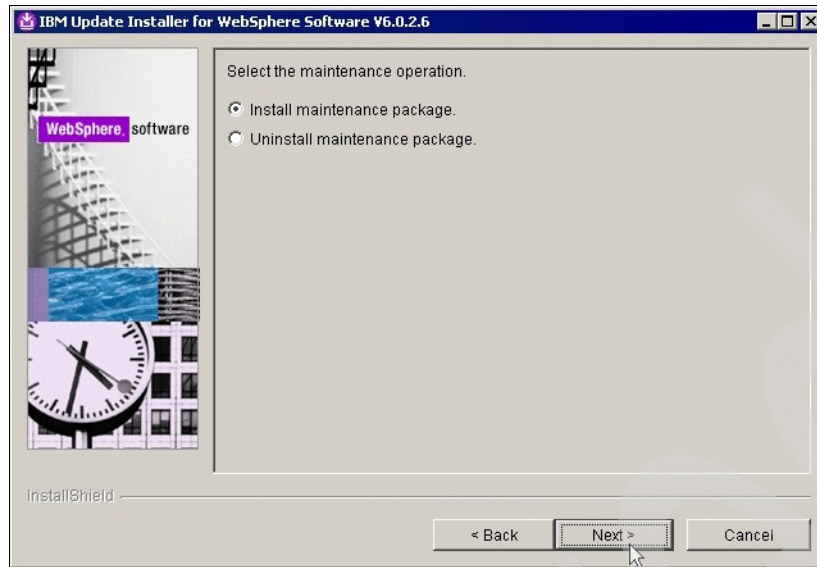 IBM Update Installer for WebSphere Software V6.0.2.6
Select the maintenance operation.
Install maintenance package.
Uninstall maintenance package.
WebSphere. software
InstallShield
< Back
Next >
Cancel